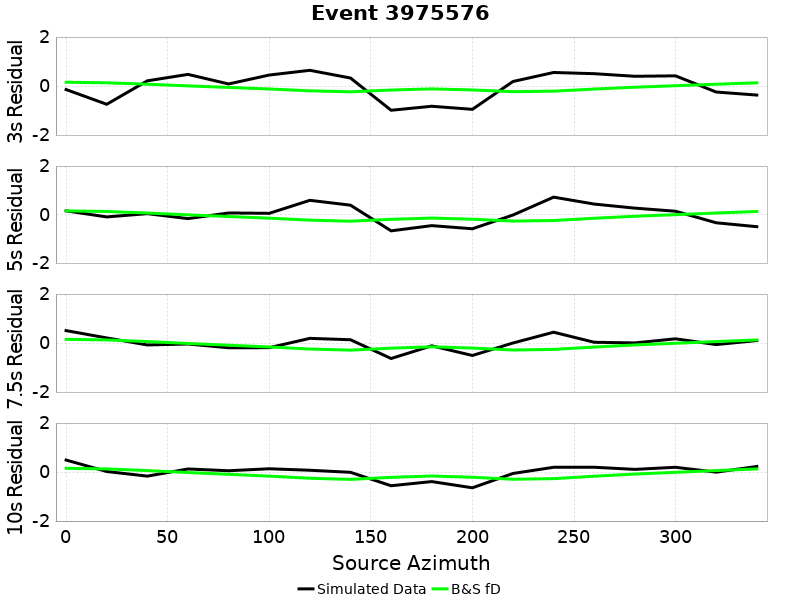 Event 3975576
3s Residual
2
0
-2
5s Residual
2
0
-2
7.5s Residual
2
0
-2
10s Residual
2
0
-2
0 50 100 150 200 250 300
Source Azimuth
Simulated Data B&S fD